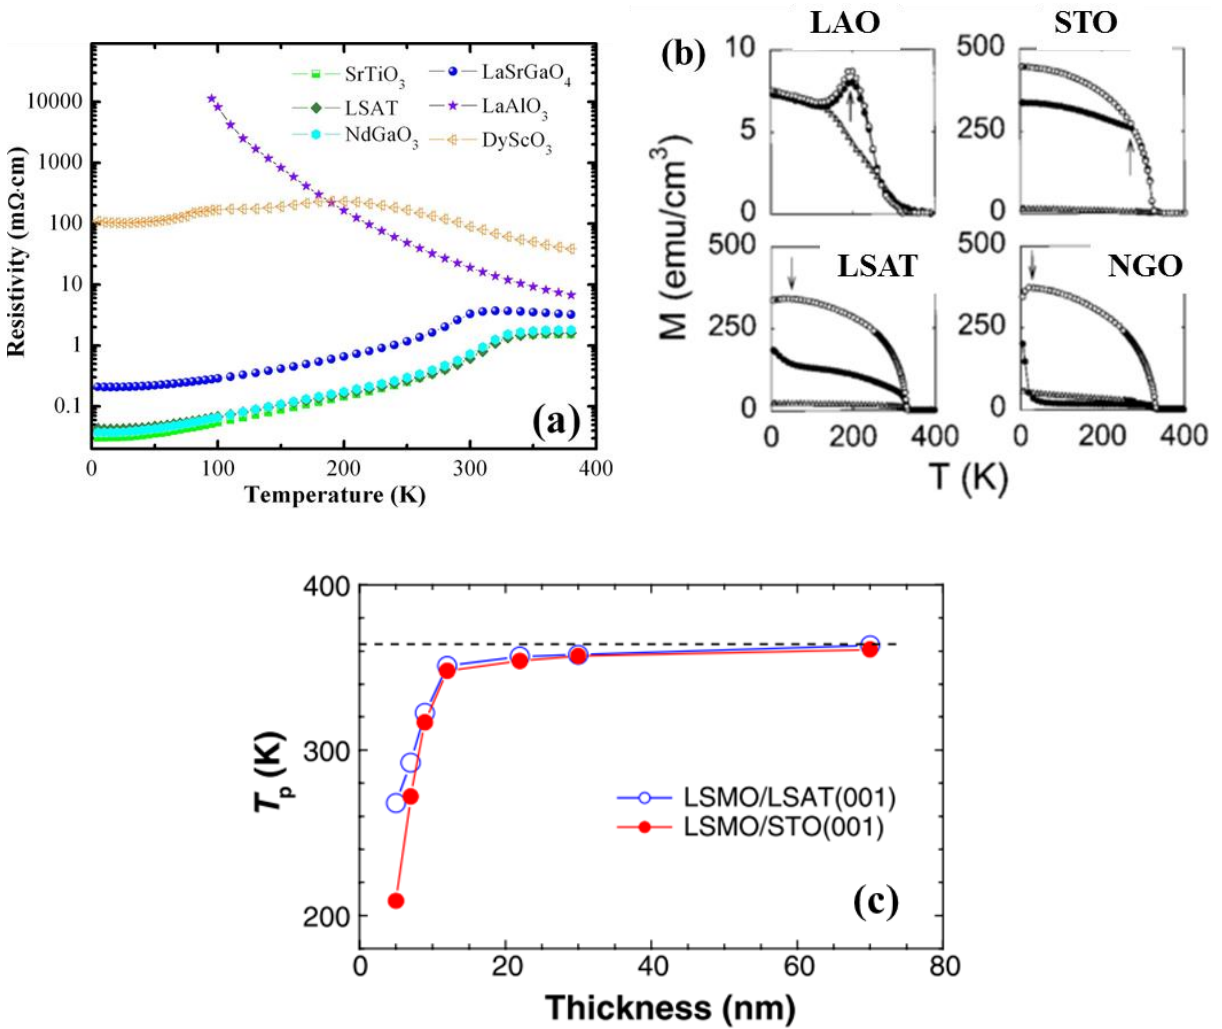 Resistivity (mΩ·cm)
10000
1000
100
10
1
0.1
SrTiO3
LSAT
NdGaO3
LaSrGaO4
LaAlO3
DyScO3
(a)
0 100 200 300 400
Temperature (K)
(b)
LAO
STO
M (emu/cm³)
10
5
0
500
250
0
LSAT
NGO
500
250
0
500
250
0
0 200 400
0 200 400
T (K)
Tp (K)
400
300
200
LSMO/LSAT(001)
LSMO/STO(001)
(c)
0 20 40 60 80
Thickness (nm)